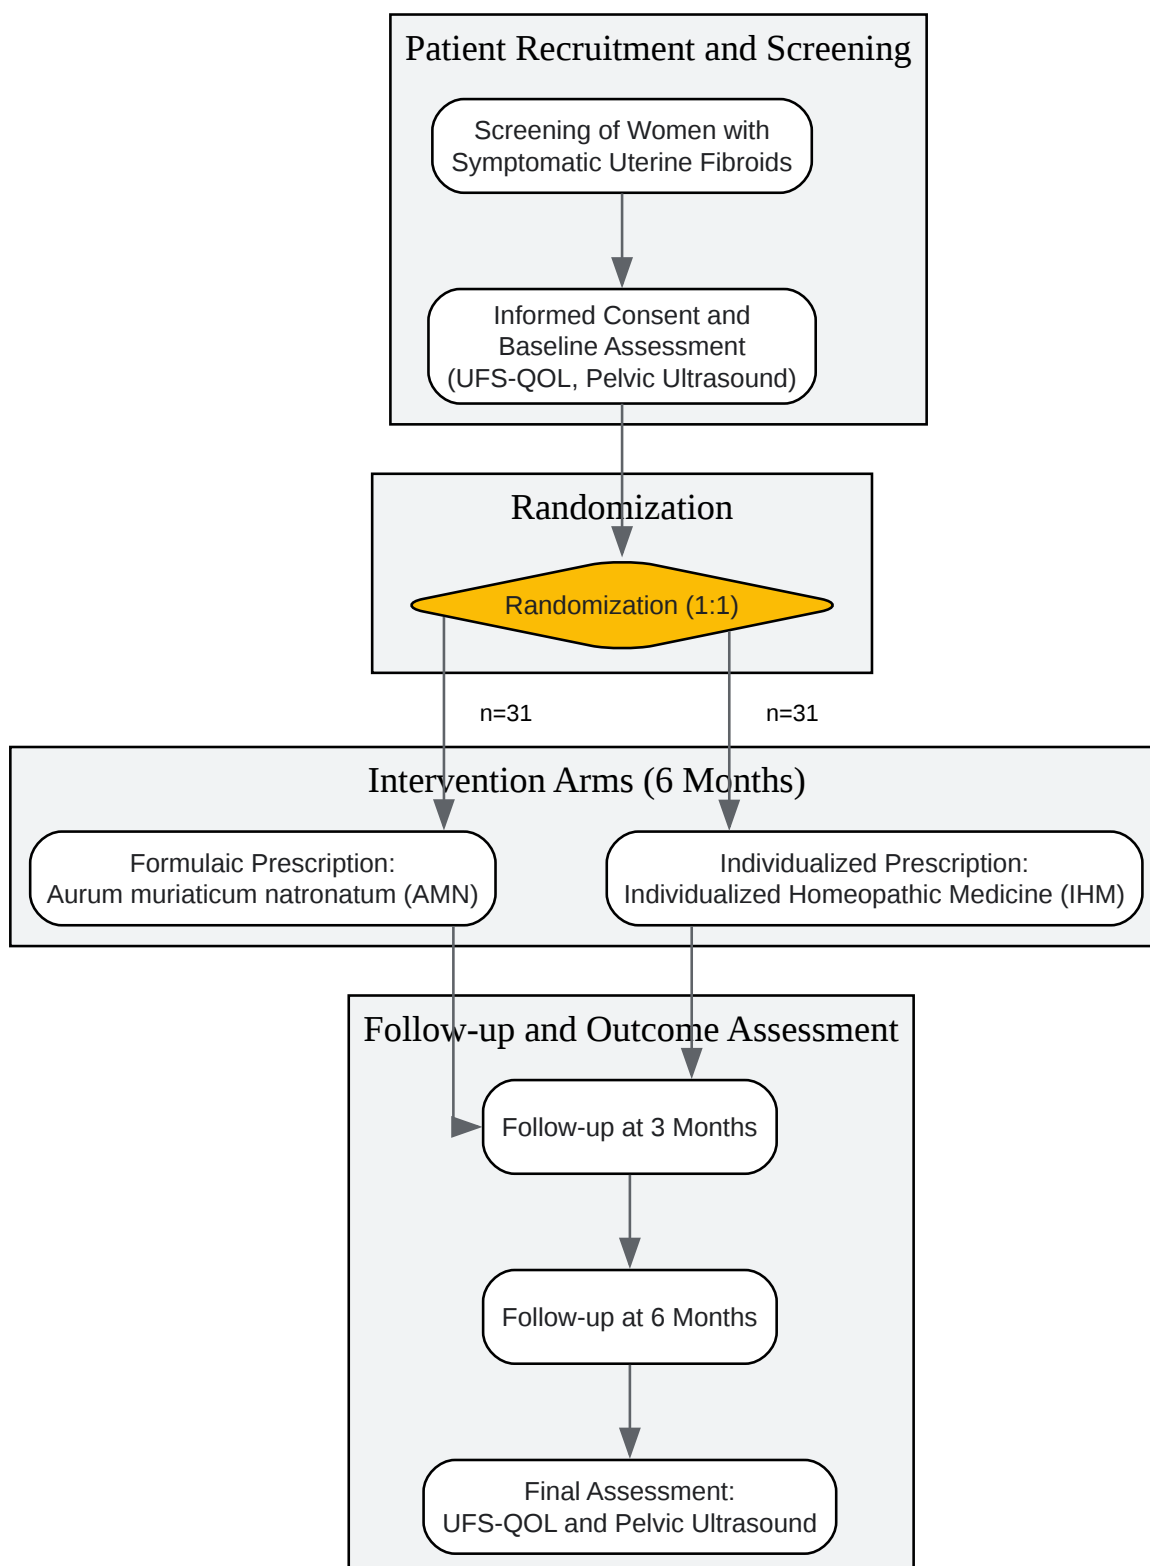 Patient Recruitment and Screening
Screening of Women with
Symptomatic Uterine Fibroids
Informed Consent and
Baseline Assessment
(UFS-QOL, Pelvic Ultrasound)
Randomization
Randomization (1:1)
n=31
n=31
Intervention Arms (6 Months)
Formulaic Prescription:
Aurum muriaticum natronatum (AMN)
Individualized Prescription:
Individualized Homeopathic Medicine (IHM)
Follow-up and Outcome Assessment
Follow-up at 3 Months
Follow-up at 6 Months
Final Assessment:
UFS-QOL and Pelvic Ultrasound